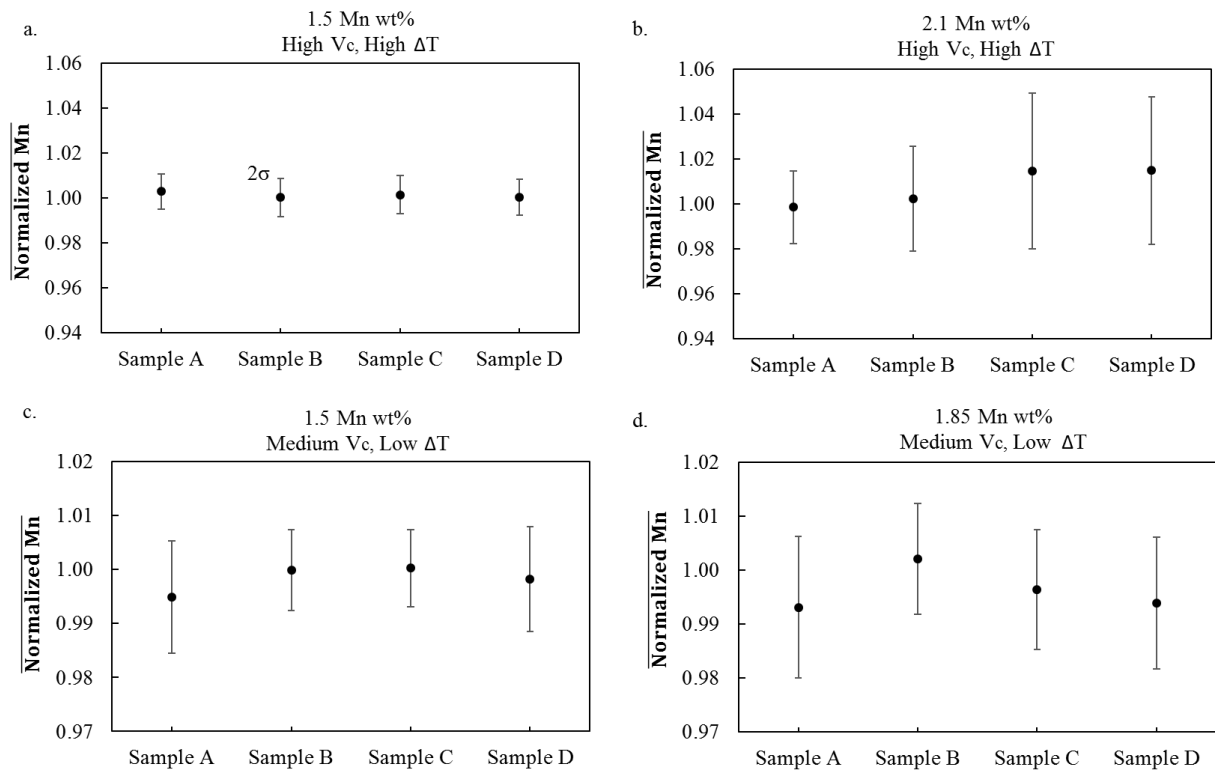 a.
1.5 Mn wt%
High Vc, High ΔT
Normalized Mn
1.06
1.04
1.02
1.00
0.98
0.96
0.94
2σ
Sample A Sample B Sample C Sample D
b.
2.1 Mn wt%
High Vc, High ΔT
Normalized Mn
1.06
1.04
1.02
1.00
0.98
0.96
0.94
Sample A Sample B Sample C Sample D
c.
1.5 Mn wt%
Medium Vc, Low ΔT
Normalized Mn
1.02
1.01
1.00
0.99
0.98
0.97
Sample A Sample B Sample C Sample D
d.
1.85 Mn wt%
Medium Vc, Low ΔT
Normalized Mn
1.02
1.01
1.00
0.99
0.98
0.97
Sample A Sample B Sample C Sample D